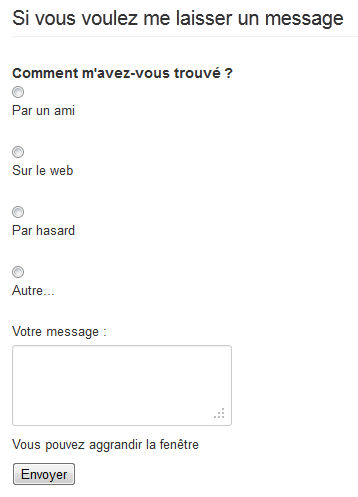 Si vous voulez me laisser un message
Comment m'avez-vous trouvé ?
Par un ami
Sur le web
Par hasard
Autre...
Votre message :
Vous pouvez aggrandir la fenêtre
Envoyer